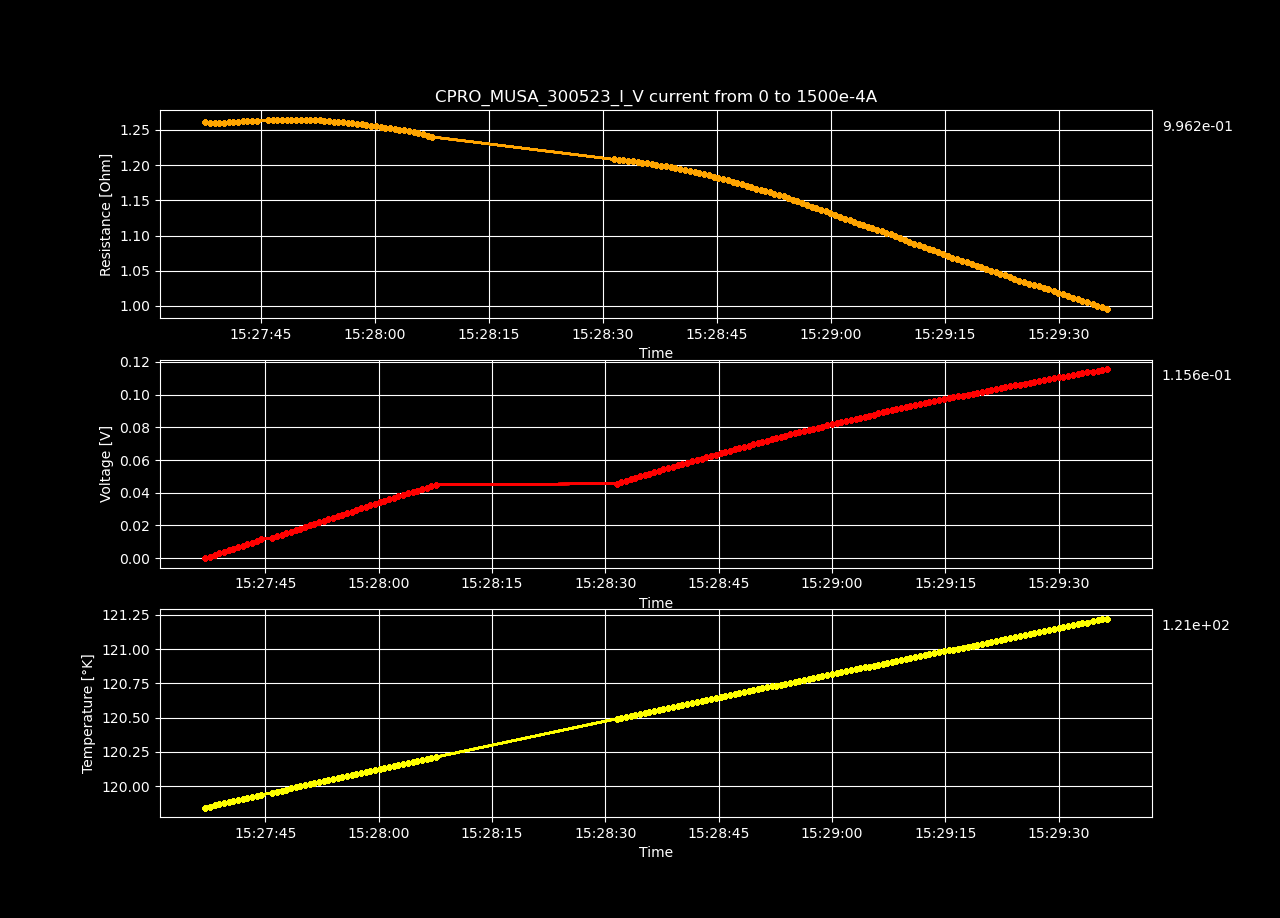 CPRO_MUSA_300523_I_V current from 0 to 1500e-4A
9.962e-01
Resistance [Ohm]
1.25
1.20
1.15
1.10
1.05
1.00
15:27:45 15:28:00 15:28:15 15:28:30 15:28:45 15:29:00 15:29:15 15:29:30
Time
1.156e-01
Voltage [V]
0.12
0.10
0.08
0.06
0.04
0.02
0.00
15:27:45 15:28:00 15:28:15 15:28:30 15:28:45 15:29:00 15:29:15 15:29:30
Time
1.21e+02
Temperature [°K]
121.25
121.00
120.75
120.50
120.25
120.00
15:27:45 15:28:00 15:28:15 15:28:30 15:28:45 15:29:00 15:29:15 15:29:30
Time